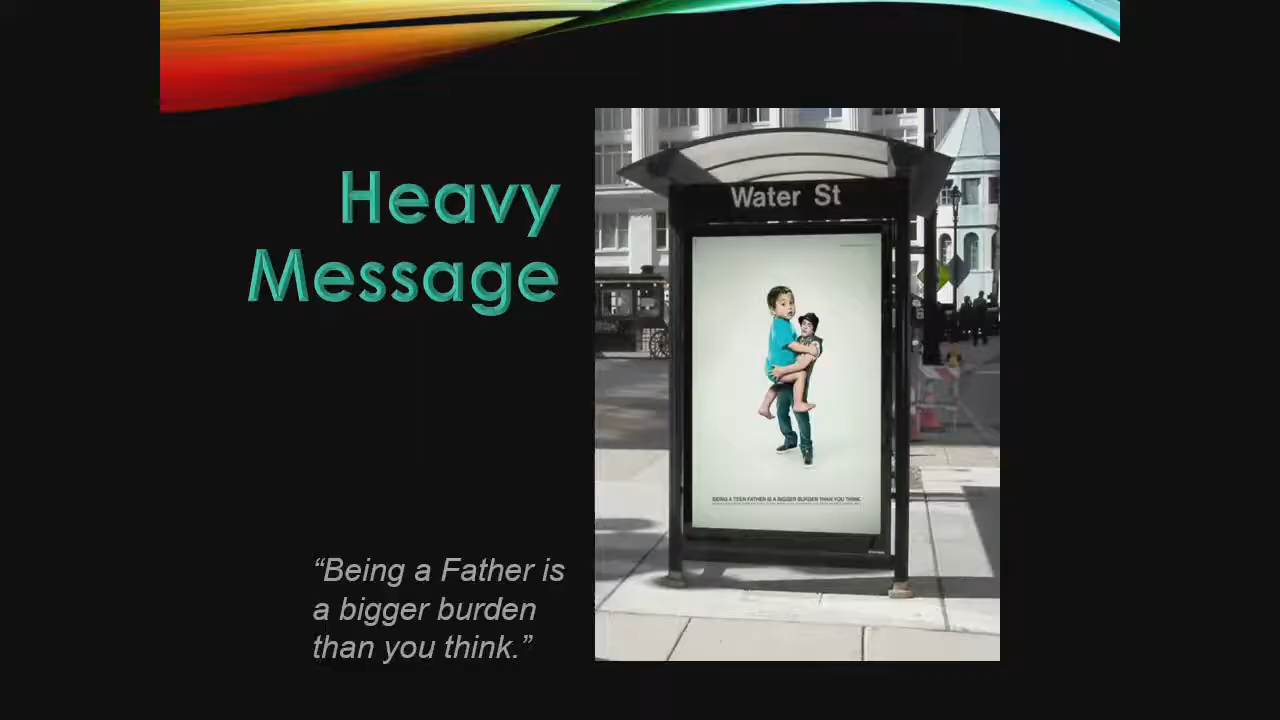 Heavy
Message
Water St
BEING A TEEN FATHER IS A BIGGER BURDEN THAN YOU THINK.
“Being a Father is
a bigger burden
than you think.”